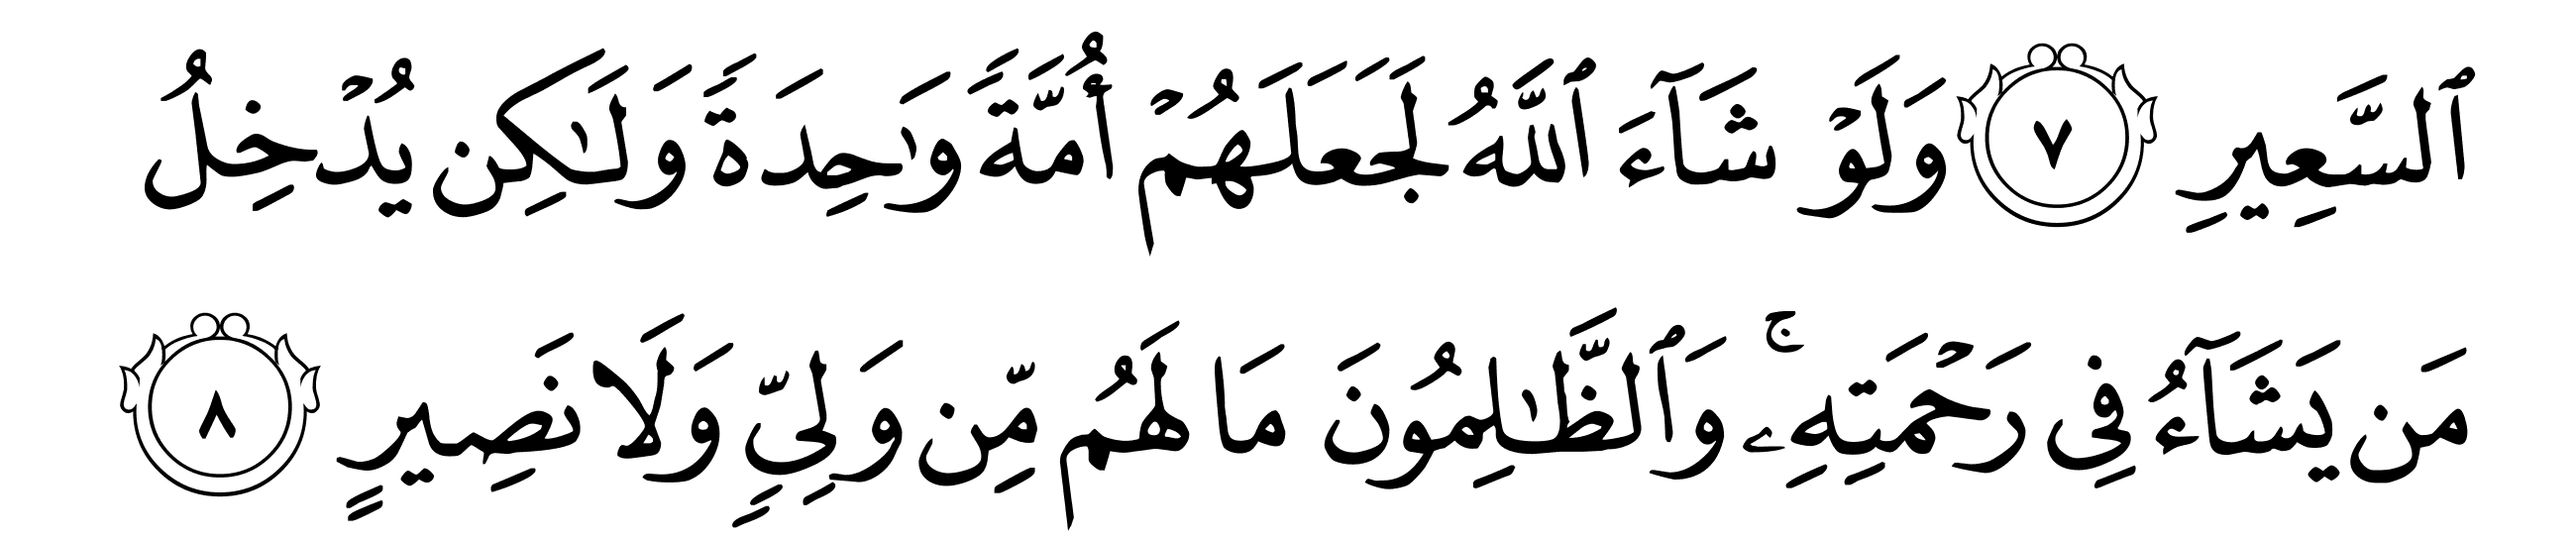 ٱلسَّعِيرِ ٧ وَلَوْ شَآءَ ٱللَّهُ لَجَعَلَهُمْ أُمَّةًۭ وَٰحِدَةًۭ وَلَـٰكِن يُدْخِلُ
مَن يَشَآءُ فِى رَحْمَتِهِۦ ۚ وَٱلظَّـٰلِمُونَ مَا لَهُم مِّن وَلِىٍّۢ وَلَا نَصِيرٍ ٨